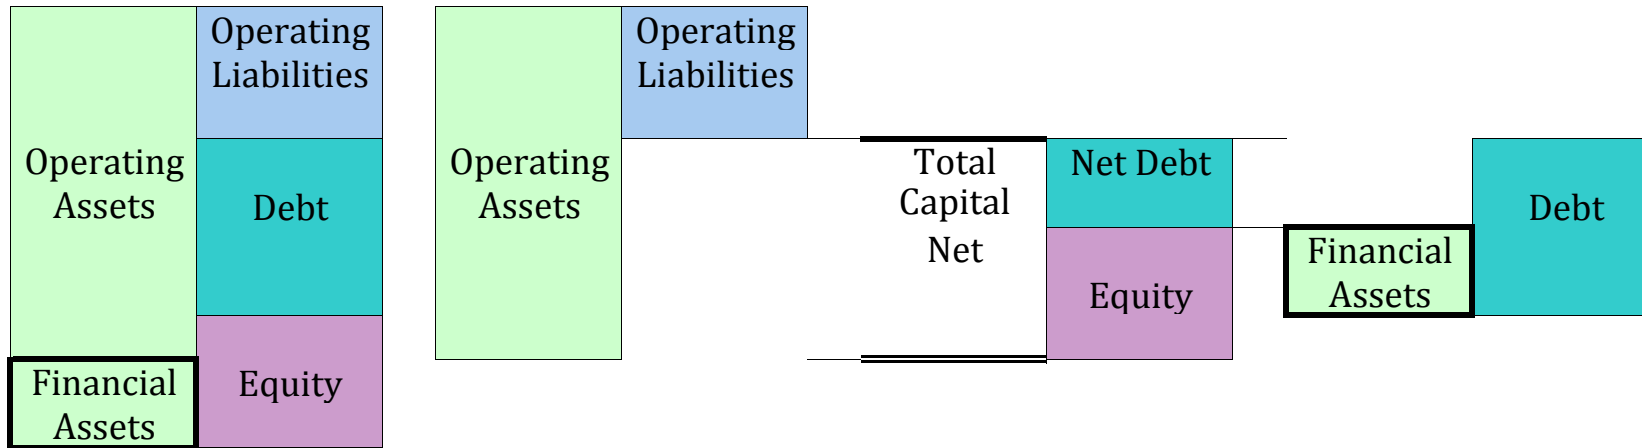 Operating
Assets
Financial
Assets
Operating
Liabilities
Debt
Equity
Operating
Assets
Operating
Liabilities
Total
Capital
Net
Net Debt
Equity
Financial
Assets
Debt